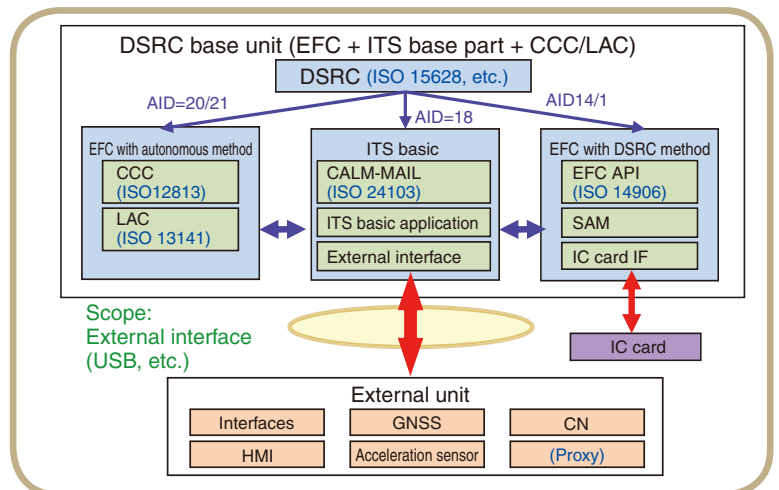 DSRC base unit (EFC + ITS base part + CCC/LAC)
DSRC (ISO 15628, etc.)
AID=20/21
AID=18
AID14/1
EFC with autonomous method
CCC
(ISO12813)
LAC
(ISO 13141)
ITS basic
CALM-MAIL
(ISO 24103)
ITS basic application
External interface
EFC with DSRC method
EFC API
(ISO 14906)
SAM
IC card IF
Scope:
External interface
(USB, etc.)
IC card
External unit
Interfaces
GNSS
CN
HMI
Acceleration sensor
(Proxy)